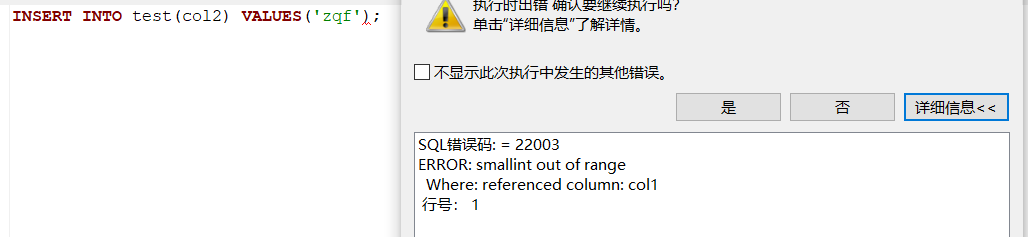 INSERT INTO test(col2) VALUES('zqf');
执行时出错 确认要继续执行吗?
单击“详细信息”了解详情。
不显示此次执行中发生的其他错误。
是
否
详细信息<<
SQL错误码: = 22003
ERROR: smallint out of range
Where: referenced column: col1
行号： 1